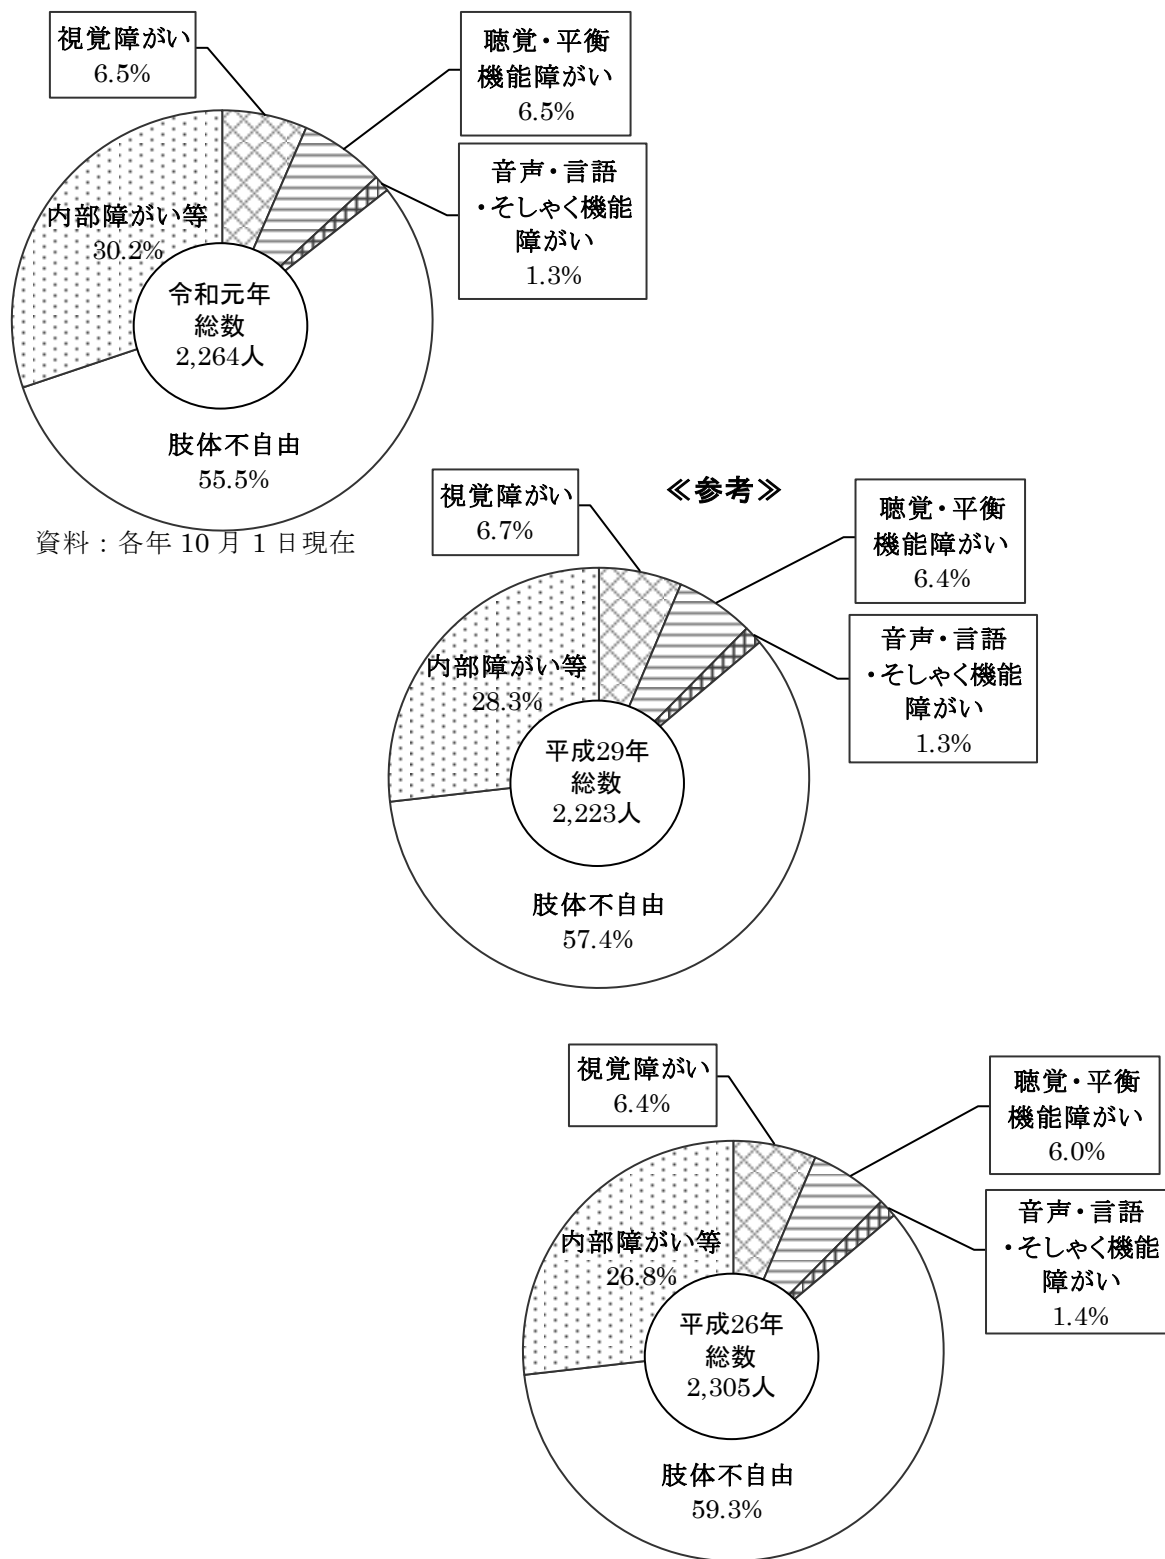 視覚障がい
6.5%
聴覚・平衡
機能障がい
6.5%
音声・言語
・そしゃく機能
障がい
1.3%
内部障がい等
30.2%
令和元年
総数
2,264人
肢体不自由
55.5%
資料：各年 10 月 1 日現在
≪参考≫
視覚障がい
6.7%
聴覚・平衡
機能障がい
6.4%
音声・言語
・そしゃく機能
障がい
1.3%
内部障がい等
28.3%
平成29年
総数
2,223人
肢体不自由
57.4%
視覚障がい
6.4%
聴覚・平衡
機能障がい
6.0%
音声・言語
・そしゃく機能
障がい
1.4%
内部障がい等
26.8%
平成26年
総数
2,305人
肢体不自由
59.3%